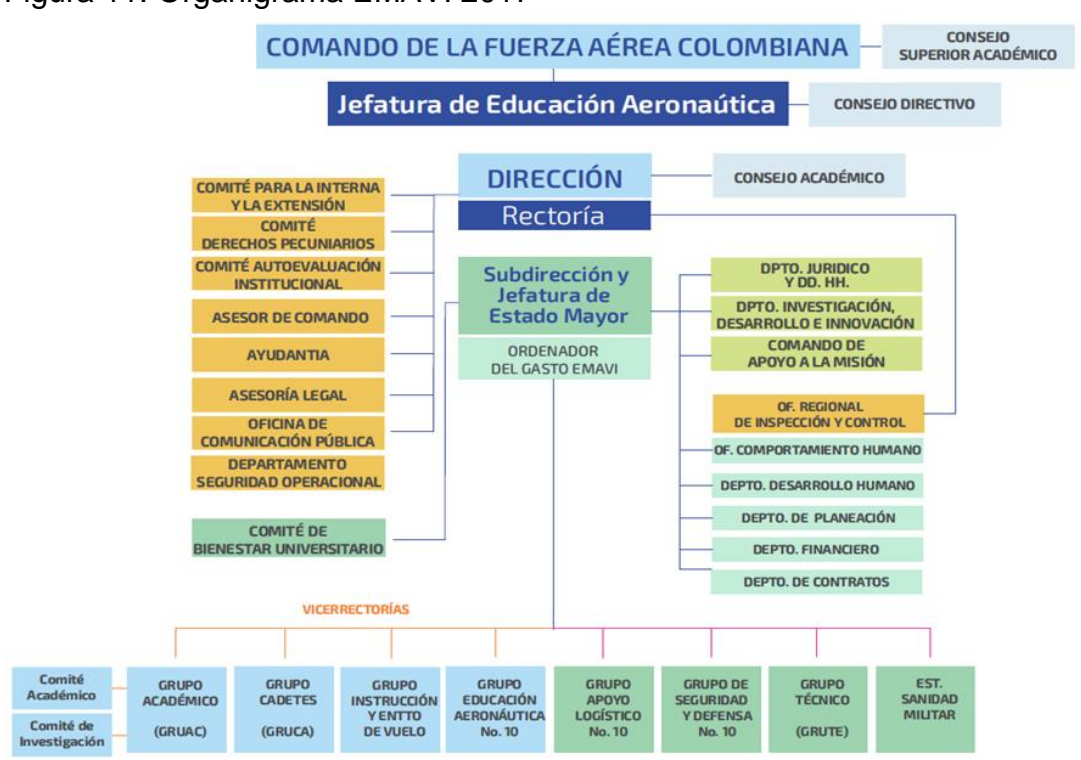 COMANDO DE LA FUERZA AÉREA COLOMBIANA
CONSEJO
SUPERIOR ACADÉMICO
Jefatura de Educación Aeronaútica
CONSEJO DIRECTIVO
DIRECCIÓN
Rectoría
CONSEJO ACADÉMICO
COMITÉ PARA LA INTERNA
Y LA EXTENSIÓN
COMITÉ
DERECHOS PECUNIARIOS
COMITÉ AUTOEVALUACIÓN
INSTITUCIONAL
ASESOR DE COMANDO
AYUDANTIA
ASESORÍA LEGAL
OFICINA DE
COMUNICACIÓN PÚBLICA
DEPARTAMENTO
SEGURIDAD OPERACIONAL
COMITÉ DE
BIENESTAR UNIVERSITARIO
Subdirección y
Jefatura de
Estado Mayor
ORDENADOR
DEL GASTO EMAVI
DPTO. JURIDICO
Y DD. HH.
DPTO. INVESTIGACIÓN,
DESARROLLO E INNOVACIÓN
COMANDO DE
APOYO A LA MISIÓN
OF. REGIONAL
DE INSPECCIÓN Y CONTROL
OF. COMPORTAMIENTO HUMANO
DEPTO. DESARROLLO HUMANO
DEPTO. DE PLANEACIÓN
DEPTO. FINANCIERO
DEPTO. DE CONTRATOS
VICERRECTORÍAS
Comité
Académico
Comité de
Investigación
GRUPO
ACADÉMICO
(GRUAC)
GRUPO
CADETES
(GRUCA)
GRUPO
INSTRUCCIÓN
Y ENTTO
DE VUELO
GRUPO
EDUCACIÓN
AERONÁUTICA
No. 10
GRUPO
APOYO
LOGÍSTICO
No. 10
GRUPO DE
SEGURIDAD
Y DEFENSA
No. 10
GRUPO
TÉCNICO
(GRUTE)
EST.
SANIDAD
MILITAR